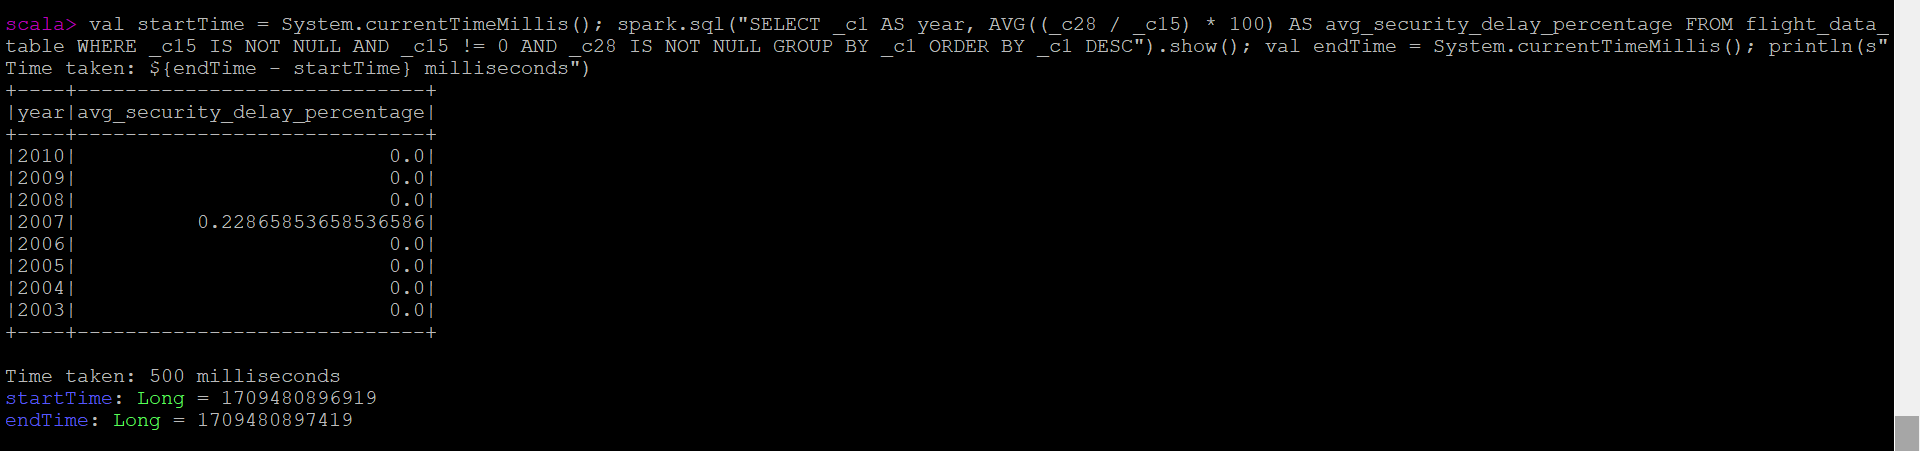 scala> val startTime = System.currentTimeMillis(); spark.sql("SELECT _c1 AS year, AVG((_c28 / _c15) * 100) AS avg_security_delay_percentage FROM flight_data_
table WHERE _c15 IS NOT NULL AND _c15 != 0 AND _c28 IS NOT NULL GROUP BY _c1 ORDER BY _c1 DESC").show(); val endTime = System.currentTimeMillis(); println(s"
Time taken: ${endTime - startTime} milliseconds")
+----+-----------------------------+
|year|avg_security_delay_percentage|
+----+-----------------------------+
|2010|                          0.0|
|2009|                          0.0|
|2008|                          0.0|
|2007|          0.22865853658536586|
|2006|                          0.0|
|2005|                          0.0|
|2004|                          0.0|
|2003|                          0.0|
+----+-----------------------------+
Time taken: 500 milliseconds
startTime: Long = 1709480896919
endTime: Long = 1709480897419